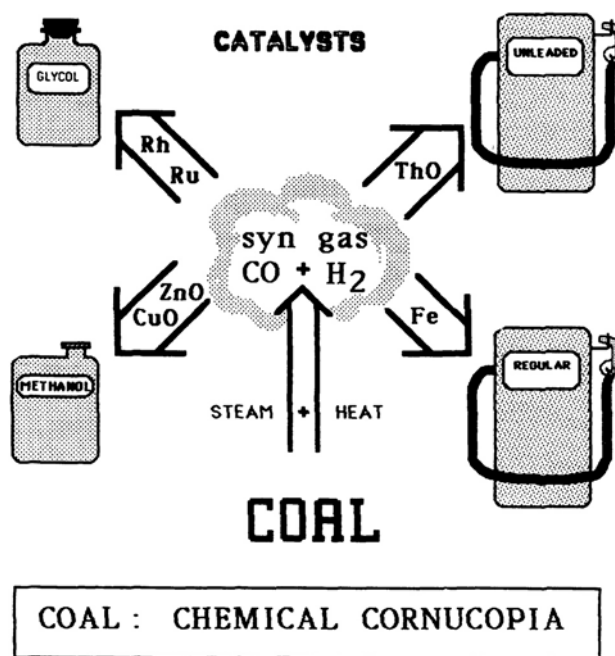 CATALYSTS
GLYCOL
UNLEADED
Rh
Ru
ThO
syn gas
CO + H2
ZnO
CuO
Fe
METHANOL
REGULAR
STEAM + HEAT
COAL
COAL: CHEMICAL CORNUCOPIA